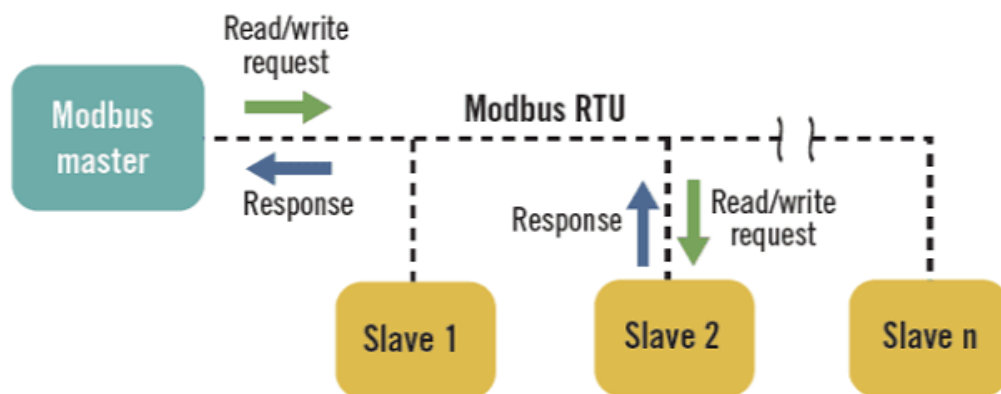 Read/write
request
Modbus
master
Modbus RTU
Response
Response
Read/write
request
Slave 1
Slave 2
Slave n